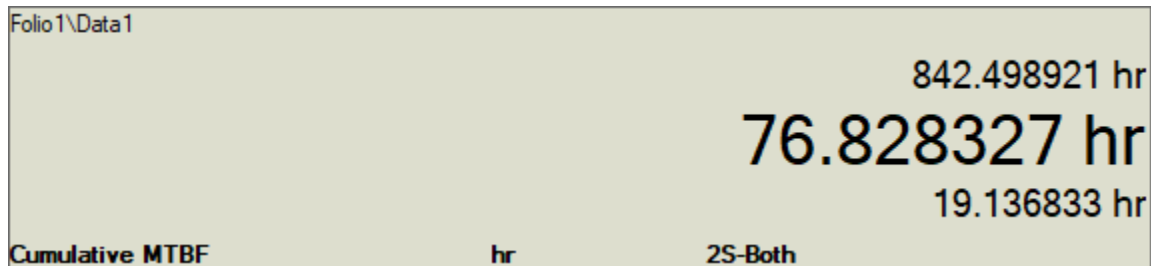 Folio1\Data1
842.498921 hr
76.828327 hr
19.136833 hr
Cumulative MTBF hr 2S-Both